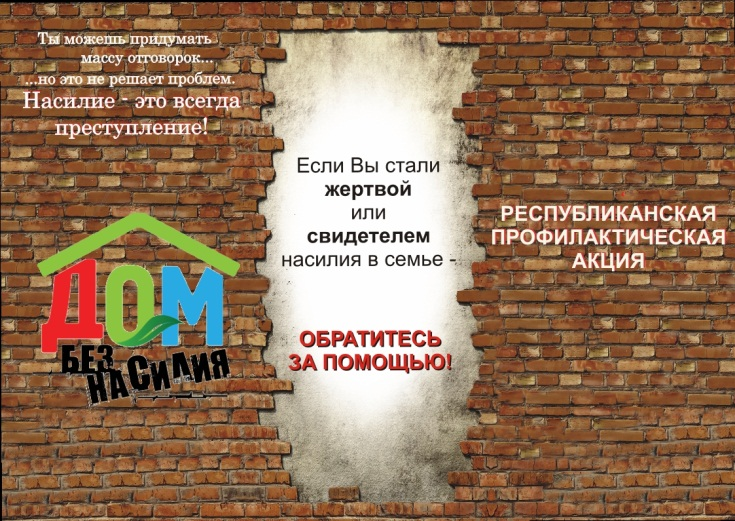 Ты можешь придумать
массу отговорок...
...но это не решает проблем.
Насилие - это всегда
преступление!
ДОМ
БЕЗ
НАСИЛИЯ
Если Вы стали
жертвой
или
свидетелем
насилия в семье -
ОБРАТИТЕСЬ
ЗА ПОМОЩЬЮ!
РЕСПУБЛИКАНСКАЯ
ПРОФИЛАКТИЧЕСКАЯ
АКЦИЯ